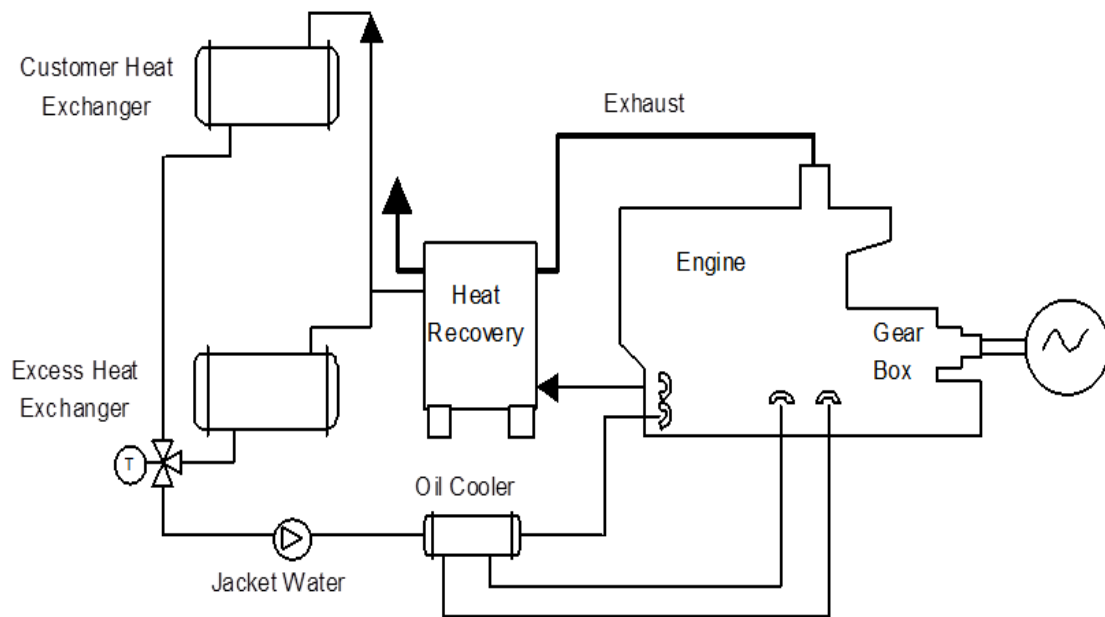 Customer Heat
Exchanger
Exhaust
Engine
Heat
Recovery
Gear
Box
Excess Heat
Exchanger
T
Oil Cooler
Jacket Water